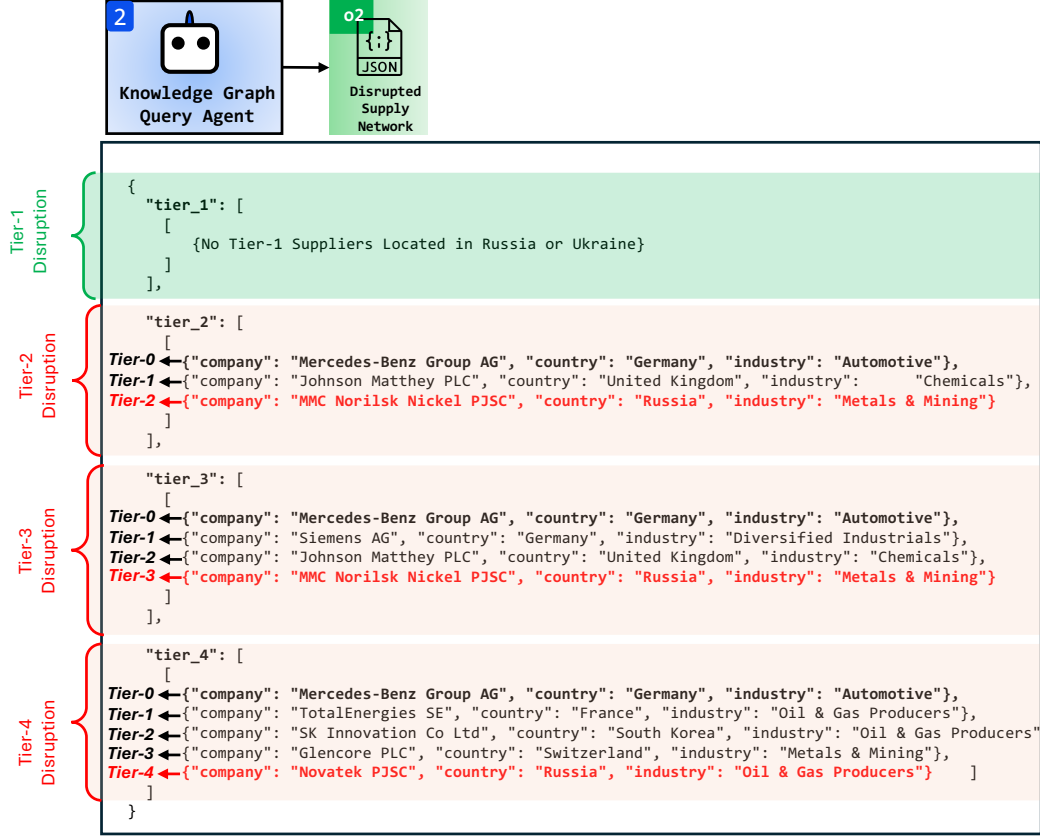 2
Knowledge Graph
Query Agent
o2
{;}
JSON
Disrupted
Supply
Network
Tier-1
Disruption
{
"tier_1": [
[
{No Tier-1 Suppliers Located in Russia or Ukraine}
]
],
Tier-2
Disruption
"tier_2": [
[
Tier-0 {"company": "Mercedes-Benz Group AG", "country": "Germany", "industry": "Automotive"},
Tier-1 {"company": "Johnson Matthey PLC", "country": "United Kingdom", "industry": "Chemicals"},
Tier-2 {"company": "MMC Norilsk Nickel PJSC", "country": "Russia", "industry": "Metals & Mining"}
]
],
Tier-3
Disruption
"tier_3": [
[
Tier-0 {"company": "Mercedes-Benz Group AG", "country": "Germany", "industry": "Automotive"},
Tier-1 {"company": "Siemens AG", "country": "Germany", "industry": "Diversified Industrials"},
Tier-2 {"company": "Johnson Matthey PLC", "country": "United Kingdom", "industry": "Chemicals"},
Tier-3 {"company": "MMC Norilsk Nickel PJSC", "country": "Russia", "industry": "Metals & Mining"}
]
],
Tier-4
Disruption
"tier_4": [
[
Tier-0 {"company": "Mercedes-Benz Group AG", "country": "Germany", "industry": "Automotive"},
Tier-1 {"company": "TotalEnergies SE", "country": "France", "industry": "Oil & Gas Producers"},
Tier-2 {"company": "SK Innovation Co Ltd", "country": "South Korea", "industry": "Oil & Gas Producers"
Tier-3 {"company": "Glencore PLC", "country": "Switzerland", "industry": "Metals & Mining"},
Tier-4 {"company": "Novatek PJSC", "country": "Russia", "industry": "Oil & Gas Producers"} ]
]
}